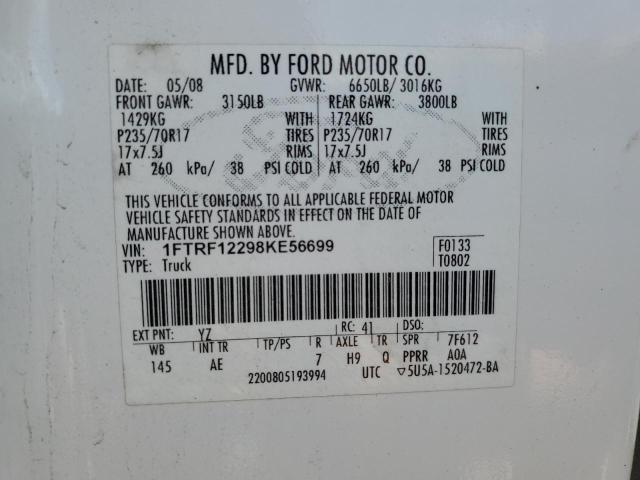 MFD. BY FORD MOTOR CO.
DATE: 05/08 GVWR: 6650LB/ 3016KG
FRONT GAWR: 3150LB REAR GAWR: 3800LB
1429KG WITH 1724KG WITH
P235/70R17 TIRES P235/70R17 TIRES
17x7.5J RIMS 17x7.5J RIMS
AT 260 kPa/ 38 PSI COLD AT 260 kPa/ 38 PSI COLD
THIS VEHICLE CONFORMS TO ALL APPLICABLE FEDERAL MOTOR
VEHICLE SAFETY STANDARDS IN EFFECT ON THE DATE OF
MANUFACTURE SHOWN ABOVE.
VIN: 1FTRF12298KE56699 F0133
TYPE: Truck T0802
EXT PNT: YZ RC: 41 DSO:
WB INT TR TP/PS R AXLE TR SPR 7F612
145 AE 7 H9 Q PPRR A0A
2200805193994 UTC ▽5U5A-1520472-BA